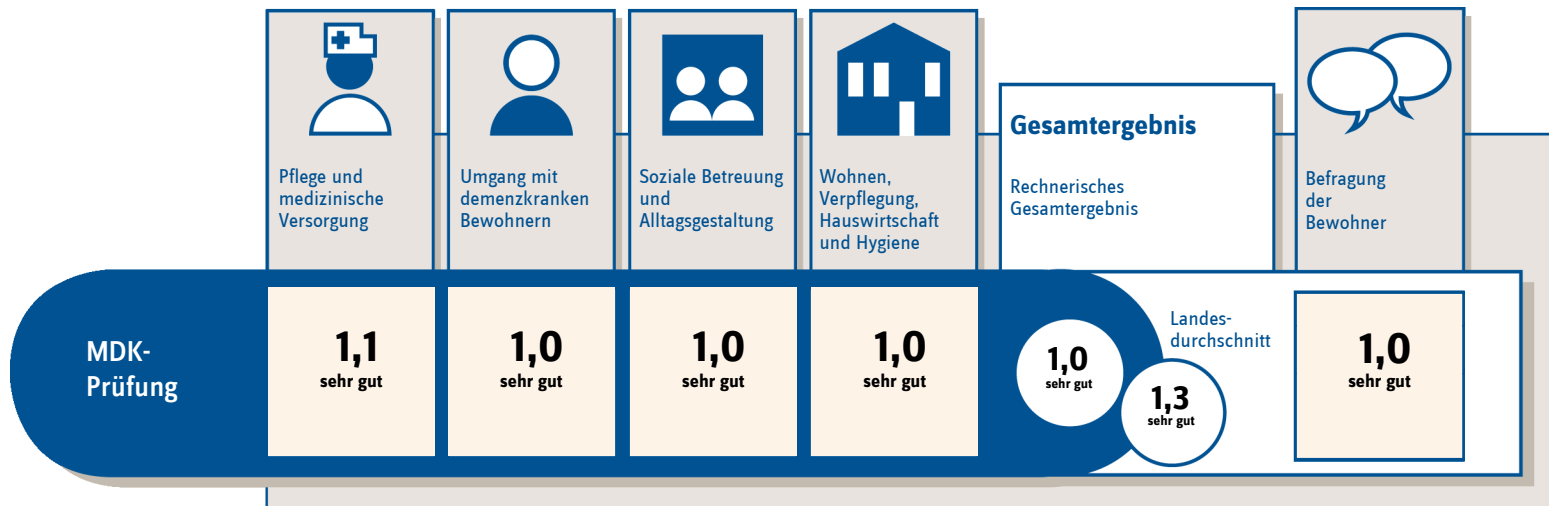 Pflege und
medizinische
Versorgung
Umgang mit
demenzkranken
Bewohnern
Soziale Betreuung
und
Alltagsgestaltung
Wohnen,
Verpflegung,
Hauswirtschaft
und Hygiene
Gesamtergebnis
Rechnerisches
Gesamtergebnis
Befragung
der
Bewohner
MDK-
Prüfung
1,1
sehr gut
1,0
sehr gut
1,0
sehr gut
1,0
sehr gut
1,0
sehr gut
Landes-
durchschnitt
1,3
sehr gut
1,0
sehr gut